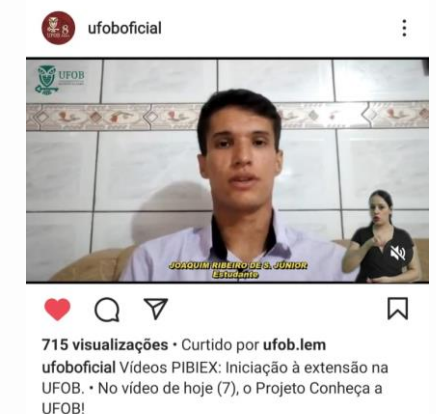 ufoboficial
UFOB
JOAQUIM RIBEIRO DE S. JÚNIOR
Estudante
715 visualizações • Curtido por ufob.lem
ufoboficial Vídeos PIBIEX: Iniciação à extensão na
UFOB. • No vídeo de hoje (7), o Projeto Conheça a
UFOB!